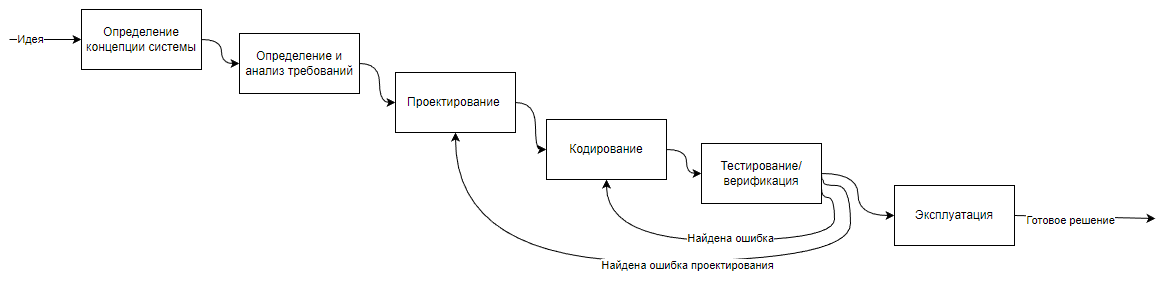 Идея
Определение
концепции системы
Определение и
анализ требований
Проектирование
Кодирование
Тестирование/
верификация
Эксплуатация
Готовое решение
Найдена ошибка
Найдена ошибка проектирования